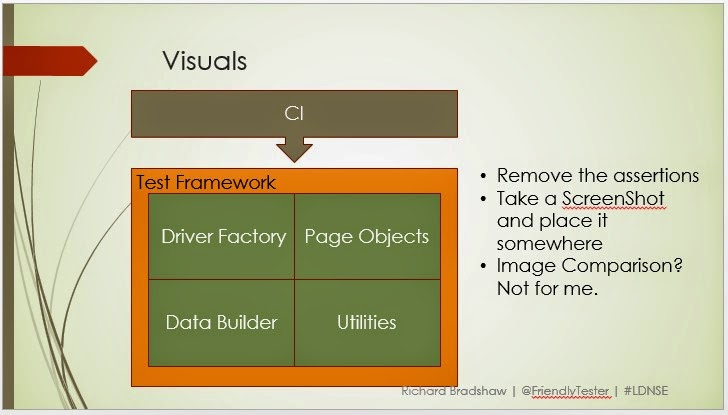 Visuals
CI
Test Framework
Driver Factory
Page Objects
Data Builder
Utilities
• Remove the assertions
• Take a ScreenShot
and place it
somewhere
• Image Comparison?
Not for me.
Richard Bradshaw | @FriendlyTester | #LDNSE